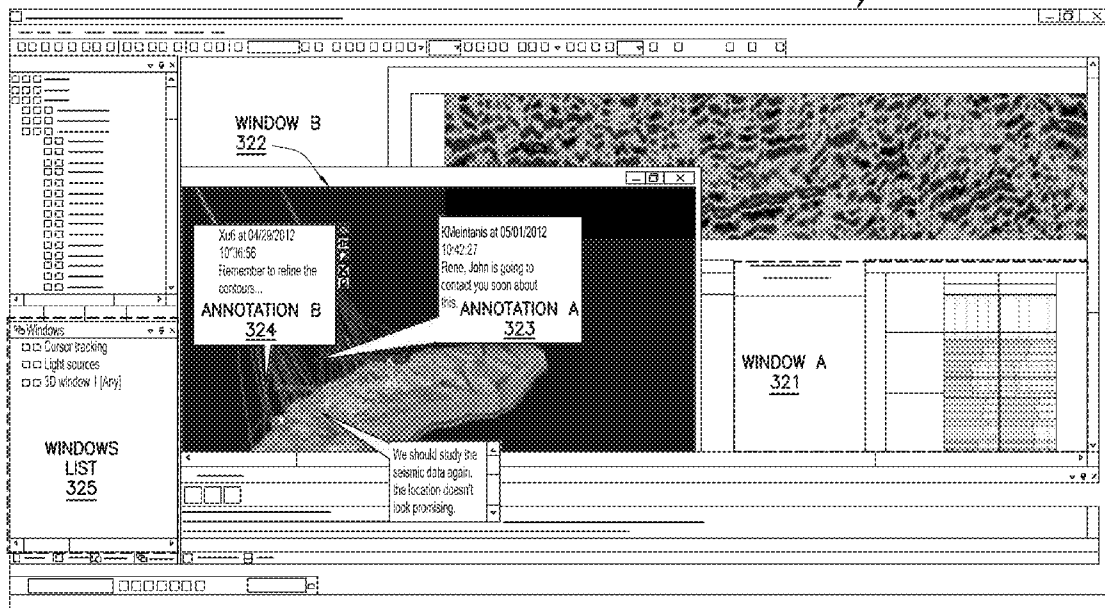 WINDOW B
322
Xu6 at 04/29/2012
10:36:56
Remember to refine the
contours...
ANNOTATION B
324
KMeintanis at 05/01/2012
10:42:27
Rene, John is going to
contact you soon about
this.
ANNOTATION A
323
WINDOW A
321
Windows
Cursor tracking
Light sources
3D window 1 [Any]
WINDOWS
LIST
325
We should study the
seismic data again,
the location doesn't
look promising.